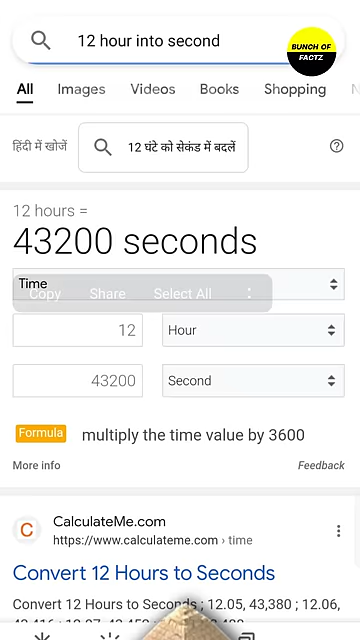 12 hour into second
BUNCH OF
FACTZ
All Images Videos Books Shopping
हिंदी में खोजें
12 घंटे को सेकंड में बदलें
12 hours =
43200 seconds
Time
Copy Share Select All
12 Hour
43200 Second
Formula multiply the time value by 3600
More info Feedback
C
CalculateMe.com
https://www.calculateme.com › time
Convert 12 Hours to Seconds
Convert 12 Hours to Seconds ; 12.05, 43,380 ; 12.06,